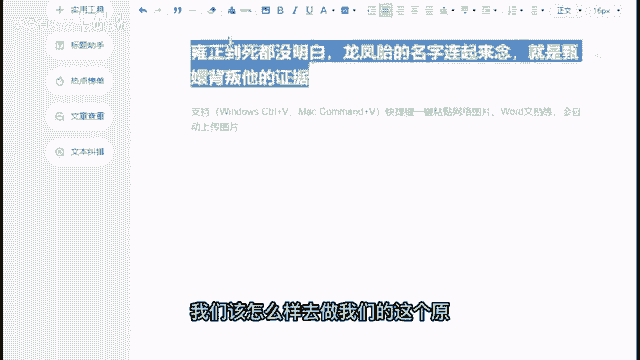 实用工具
标题助手
热点榜单
文章查重
文本纠错
B I U A
正文
16px
雍正到死都没明白，龙凤胎的名字连起来念，就是甄
嬛背叛他的证据
支持（Windows Ctrl+V、Mac Command+V）快捷键一键粘贴网络图片、Word文档等，会自
动上传图片
我们该怎么样去做我们的这个原